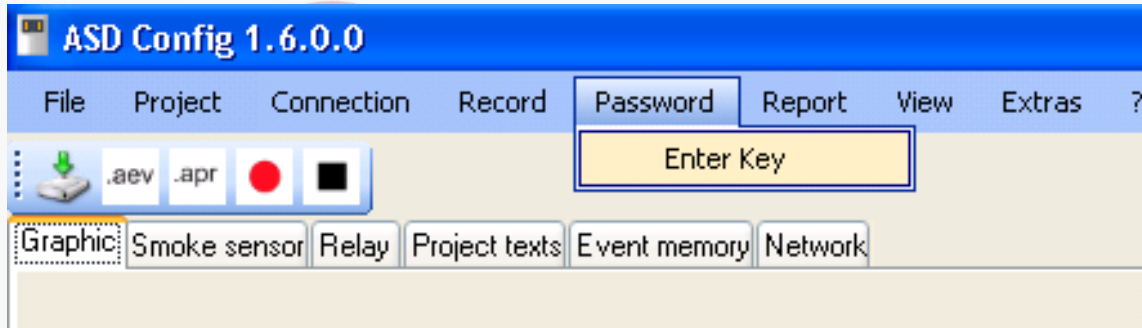 ASD Config 1.6.0.0
File Project Connection Record Password Report View Extras ?
Enter Key
.aev .apr
Graphic Smoke sensor Relay Project texts Event memory Network